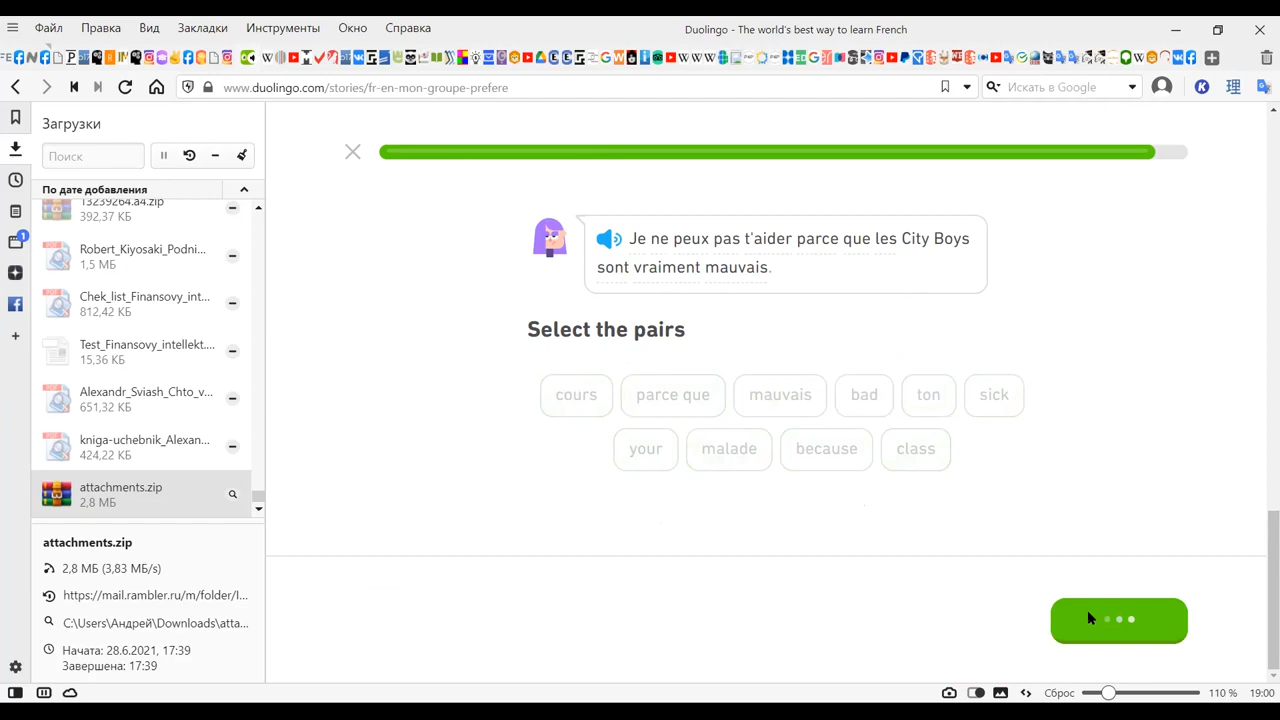 Файл Правка Вид Закладки Инструменты Окно Справка Duolingo - The world's best way to learn French
www.duolingo.com/stories/fr-en-mon-groupe-prefere Искать в Google
Загрузки
Поиск
По дате добавления
13239264.a4.zip
392,37 КБ
Robert_Kiyosaki_Podni...
1,5 МБ
Chek_list_Finansovy_int...
812,42 КБ
Test_Finansovy_intellekt....
15,36 КБ
Alexandr_Sviash_Chto_v...
651,32 КБ
kniga-uchebnik_Alexan...
424,22 КБ
attachments.zip
2,8 МБ
attachments.zip
2,8 МБ (3,83 МБ/s)
https://mail.rambler.ru/m/folder/I...
C:\Users\Андрей\Downloads\atta...
Начата: 28.6.2021, 17:39
Завершена: 17:39
Je ne peux pas t'aider parce que les City Boys
sont vraiment mauvais.
Select the pairs
cours parce que mauvais bad ton sick
your malade because class
Сброс 110 % 19:00